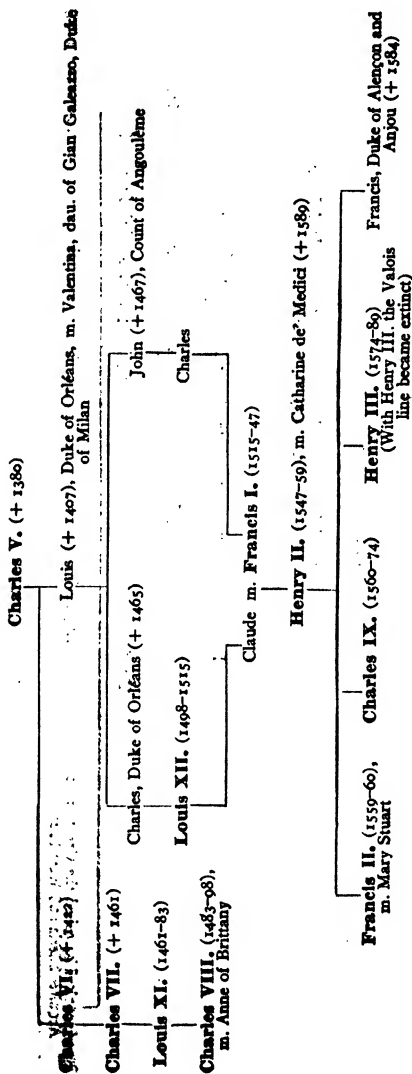 Charles V. (+ 1380)
Charles VI. (+ 1422)
Louis (+ 1407), Duke of Orléans, m. Valentina, dau. of Gian Galeazzo, Duke
of Milan
Charles VII. (+ 1461)
Charles, Duke of Orléans (+ 1465)
John (+ 1467), Count of Angoulême
Louis XI. (1461-83)
Louis XII. (1498-1515)
Charles
Charles VIII. (1483-98),
m. Anne of Brittany
Claude m. Francis I. (1515-47)
Henry II. (1547-59), m. Catharine de' Medici (+ 1589)
Francis II. (1559-60),
m. Mary Stuart
Charles IX. (1560-74)
Henry III. (1574-89)
(With Henry III. the Valois
line became extinct)
Francis, Duke of Alençon and
Anjou (+ 1584)